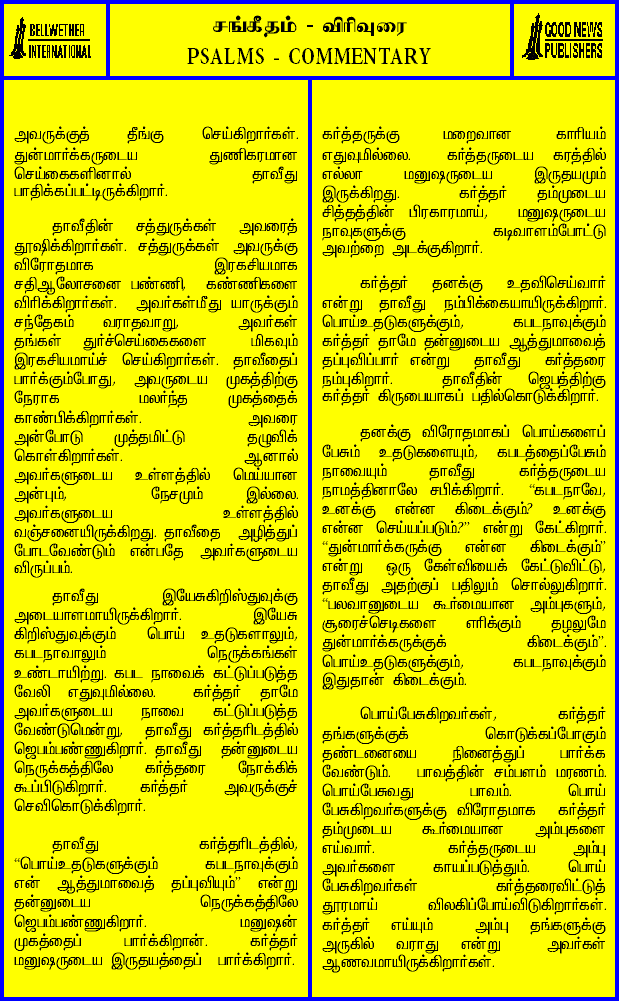 BELLWETHER
INTERNATIONAL
சங்கீதம் - விரிவுரை
PSALMS - COMMENTARY
GOOD NEWS
PUBLISHERS
அவருக்குத் தீங்கு செய்கிறார்கள்.
துன்மார்க்கருடைய துணிகரமான
செய்கைகளினால் தாவீது
பாதிக்கப்பட்டிருக்கிறார்.
தாவீதின் சத்துருக்கள் அவரைத்
தூஷிக்கிறார்கள். சத்துருக்கள் அவருக்கு
விரோதமாக இரகசியமாக
சதிஆலோசனை பண்ணி, கண்ணிகளை
விரிக்கிறார்கள். அவர்கள்மீது யாருக்கும்
சந்தேகம் வராதவாறு, அவர்கள்
தங்கள் துர்ச்செய்கைகளை மிகவும்
இரகசியமாய்ச் செய்கிறார்கள். தாவீதைப்
பார்க்கும்போது, அவருடைய முகத்திற்கு
நேராக மலர்ந்த முகத்தைக்
காண்பிக்கிறார்கள். அவரை
அன்போடு முத்தமிட்டு தழுவிக்
கொள்கிறார்கள். ஆனால்
அவர்களுடைய உள்ளத்தில் மெய்யான
அன்பும், நேசமும் இல்லை.
அவர்களுடைய உள்ளத்தில்
வஞ்சனையிருக்கிறது. தாவீதை அழித்துப்
போடவேண்டும் என்பதே அவர்களுடைய
விருப்பம்.
தாவீது இயேசுகிறிஸ்துவுக்கு
அடையாளமாயிருக்கிறார். இயேசு
கிறிஸ்துவுக்கும் பொய் உதடுகளாலும்,
கபடநாவாலும் நெருக்கங்கள்
உண்டாயிற்று. கபட நாவைக் கட்டுப்படுத்த
வேலி எதுவுமில்லை. கர்த்தர் தாமே
அவர்களுடைய நாவை கட்டுப்படுத்த
வேண்டுமென்று, தாவீது கர்த்தரிடத்தில்
ஜெபம்பண்ணுகிறார். தாவீது தன்னுடைய
நெருக்கத்திலே கர்த்தரை நோக்கிக்
கூப்பிடுகிறார். கர்த்தர் அவருக்குச்
செவிகொடுக்கிறார்.
தாவீது கர்த்தரிடத்தில்,
“பொய்உதடுகளுக்கும் கபடநாவுக்கும்
என் ஆத்துமாவைத் தப்புவியும்” என்று
தன்னுடைய நெருக்கத்திலே
ஜெபம்பண்ணுகிறார். மனுஷன்
முகத்தைப் பார்க்கிறான். கர்த்தர்
மனுஷருடைய இருதயத்தைப் பார்க்கிறார்.
கர்த்தருக்கு மறைவான காரியம்
எதுவுமில்லை. கர்த்தருடைய கரத்தில்
எல்லா மனுஷருடைய இருதயமும்
இருக்கிறது. கர்த்தர் தம்முடைய
சித்தத்தின் பிரகாரமாய், மனுஷருடைய
நாவுகளுக்கு கடிவாளம்போட்டு
அவற்றை அடக்குகிறார்.
கர்த்தர் தனக்கு உதவிசெய்வார்
என்று தாவீது நம்பிக்கையாயிருக்கிறார்.
பொய்உதடுகளுக்கும், கபடநாவுக்கும்
கர்த்தர் தாமே தன்னுடைய ஆத்துமாவைத்
தப்புவிப்பார் என்று தாவீது கர்த்தரை
நம்புகிறார். தாவீதின் ஜெபத்திற்கு
கர்த்தர் கிருபையாகப் பதில்கொடுக்கிறார்.
தனக்கு விரோதமாகப் பொய்களைப்
பேசும் உதடுகளையும், கபடத்தைப்பேசும்
நாவையும் தாவீது கர்த்தருடைய
நாமத்தினாலே சபிக்கிறார். “கபடநாவே,
உனக்கு என்ன கிடைக்கும்? உனக்கு
என்ன செய்யப்படும்?” என்று கேட்கிறார்.
“துன்மார்க்கருக்கு என்ன கிடைக்கும்”
என்று ஒரு கேள்வியைக் கேட்டுவிட்டு,
தாவீது அதற்குப் பதிலும் சொல்லுகிறார்.
“பலவானுடைய கூர்மையான அம்புகளும்,
சூரைச்செடிகளை எரிக்கும் தழலுமே
துன்மார்க்கருக்குக் கிடைக்கும்”.
பொய்உதடுகளுக்கும், கபடநாவுக்கும்
இதுதான் கிடைக்கும்.
பொய்பேசுகிறவர்கள், கர்த்தர்
தங்களுக்குக் கொடுக்கப்போகும்
தண்டனையை நினைத்துப் பார்க்க
வேண்டும். பாவத்தின் சம்பளம் மரணம்.
பொய்பேசுவது பாவம். பொய்
பேசுகிறவர்களுக்கு விரோதமாக கர்த்தர்
தம்முடைய கூர்மையான அம்புகளை
எய்வார். கர்த்தருடைய அம்பு
அவர்களை காயப்படுத்தும். பொய்
பேசுகிறவர்கள் கர்த்தரைவிட்டுத்
தூரமாய் விலகிப்போய்விடுகிறார்கள்.
கர்த்தர் எய்யும் அம்பு தங்களுக்கு
அருகில் வராது என்று அவர்கள்
ஆணவமாயிருக்கிறார்கள்.